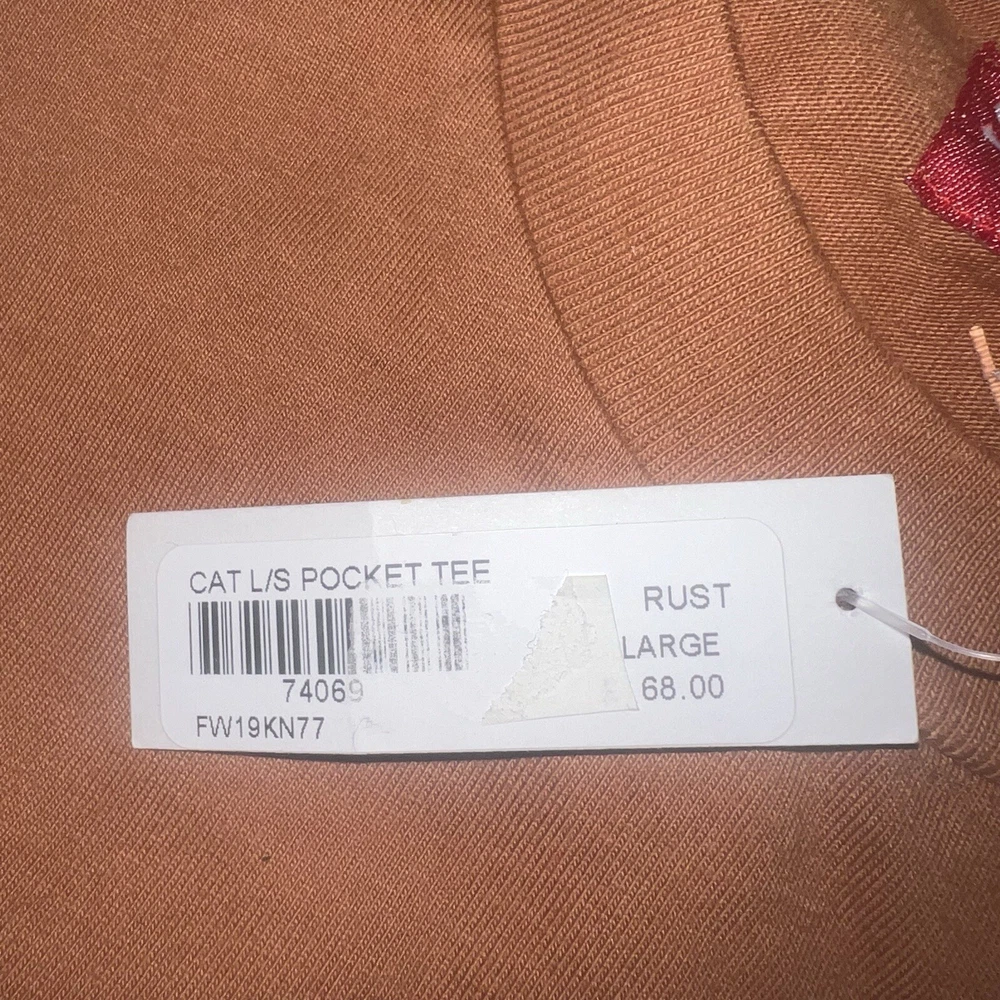 CAT L/S POCKET TEE
RUST
LARGE
74069
68.00
FW19KN77